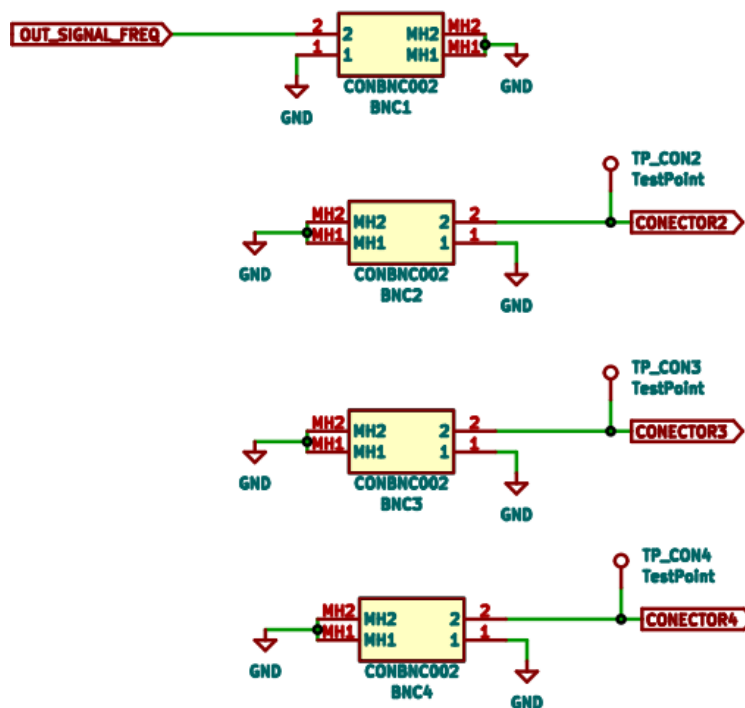 OUT_SIGNAL_FREQ 2 2 MH2 MH2
1 1 MH1 MH1
GND CONBNC002 GND
BNC1
TP_CON2
TestPoint
MH2 MH2 2 2 CONECTOR2
MH1 MH1 1 1
GND CONBNC002 GND
BNC2
TP_CON3
TestPoint
MH2 MH2 2 2 CONECTOR3
MH1 MH1 1 1
GND CONBNC002 GND
BNC3
TP_CON4
TestPoint
MH2 MH2 2 2 CONECTOR4
MH1 MH1 1 1
GND CONBNC002 GND
BNC4